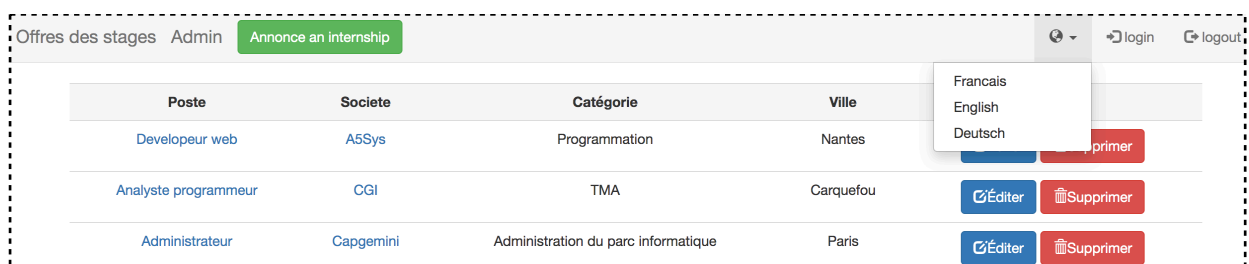 Offres des stages Admin Annonce an internship login logout
Francais
English
Deutsch
Poste Societe Catégorie Ville
Developeur web A5Sys Programmation Nantes
Analyste programmeur CGI TMA Carquefou Éditer Supprimer
Administrateur Capgemini Administration du parc informatique Paris Éditer Supprimer